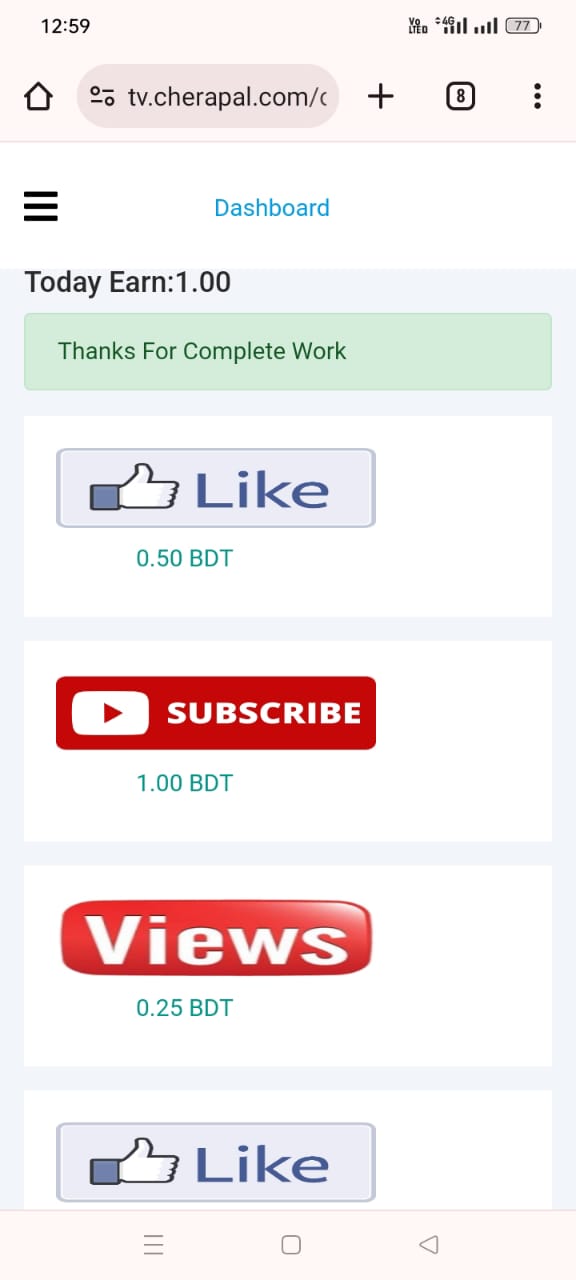 12:59
Vo
LTE
4G
77
tv.cherapal.com/
8
Dashboard
Today Earn:1.00
Thanks For Complete Work
Like
0.50 BDT
SUBSCRIBE
1.00 BDT
Views
0.25 BDT
Like